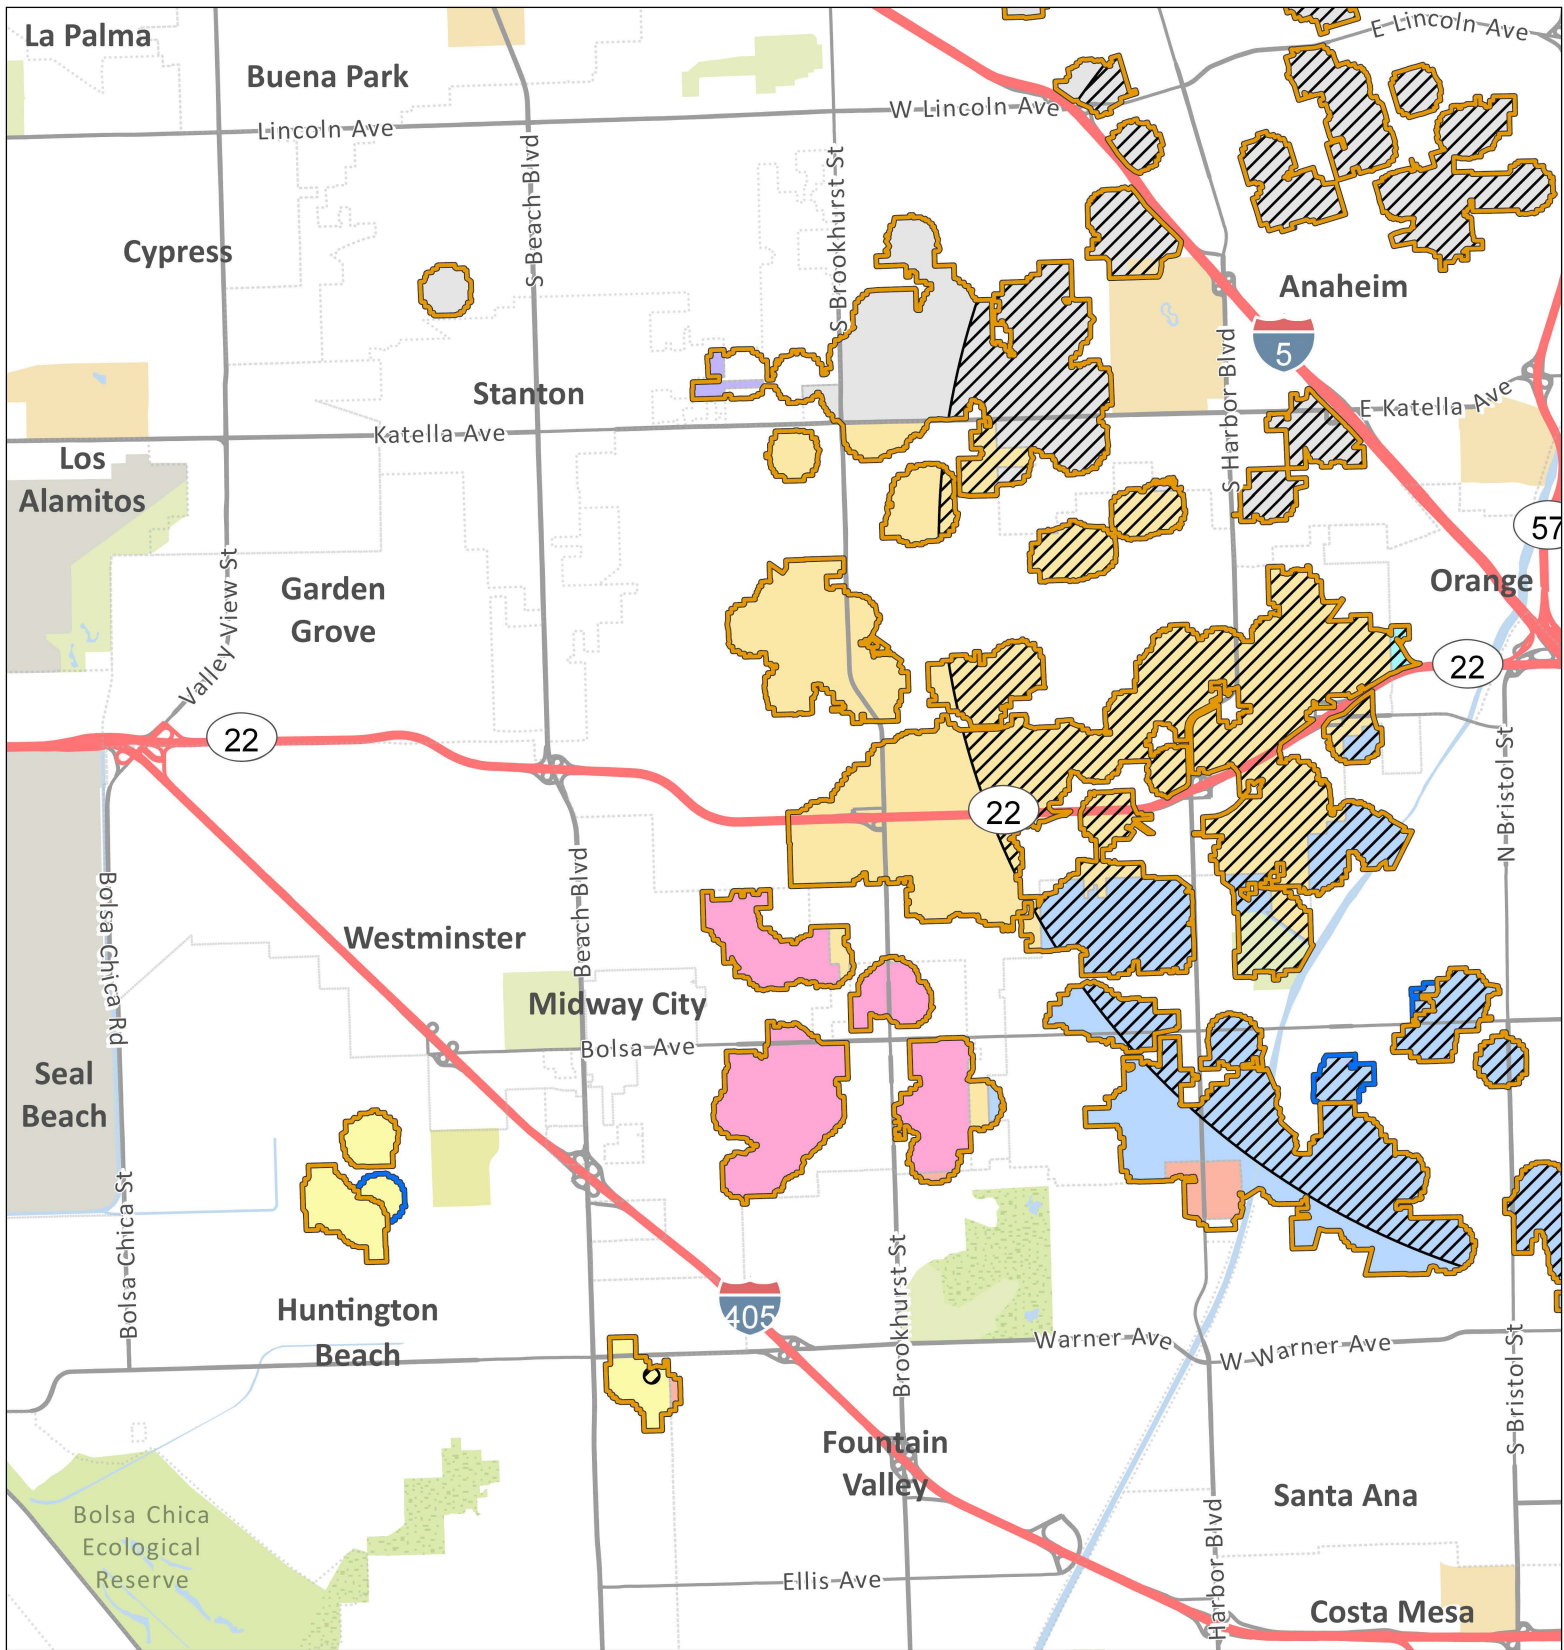 La Palma
E Lincoln Ave
Buena Park
W Lincoln Ave
Lincoln Ave
S Beach Blvd
S Brookhurst St
Cypress
Anaheim
5
S Harbor Blvd
Stanton
E Katella Ave
Katella Ave
Los
Alamitos
57
Valley View St
Garden
Grove
Orange
22
22
22
N Bristol St
Bolsa Chica Rd
Beach Blvd
Westminster
Midway City
Bolsa Ave
Seal
Beach
Bolsa Chica St
Brookhurst St
Huntington
Beach
405
Warner Ave
W Warner Ave
S Bristol St
Fountain
Valley
Santa Ana
Bolsa Chica
Ecological
Reserve
Harbor Blvd
Ellis Ave
Costa Mesa